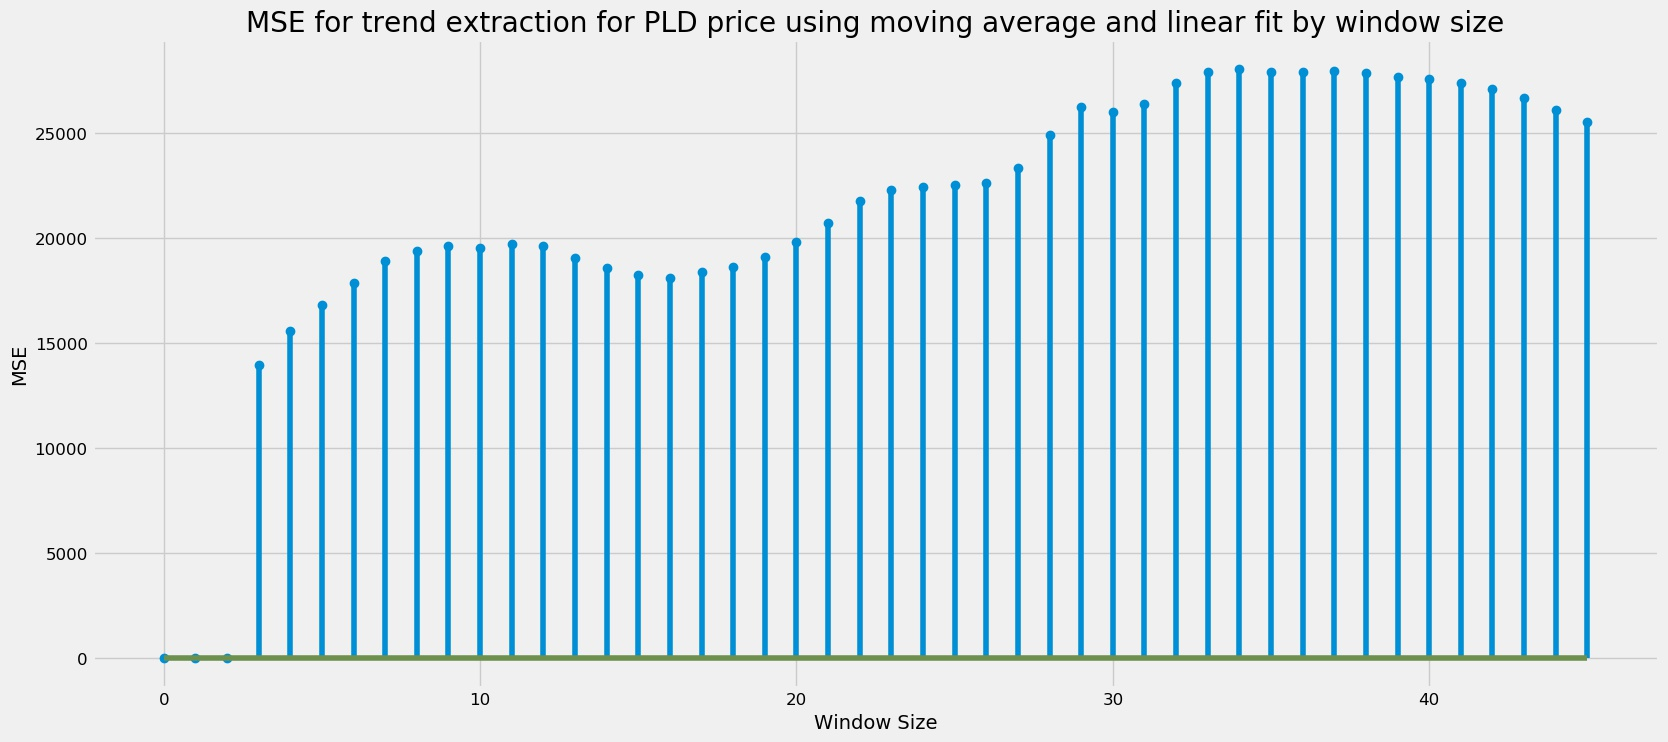 MSE for trend extraction for PLD price using moving average and linear fit by window size
25000
20000
15000
10000
5000
0
MSE
0 10 20 30 40
Window Size